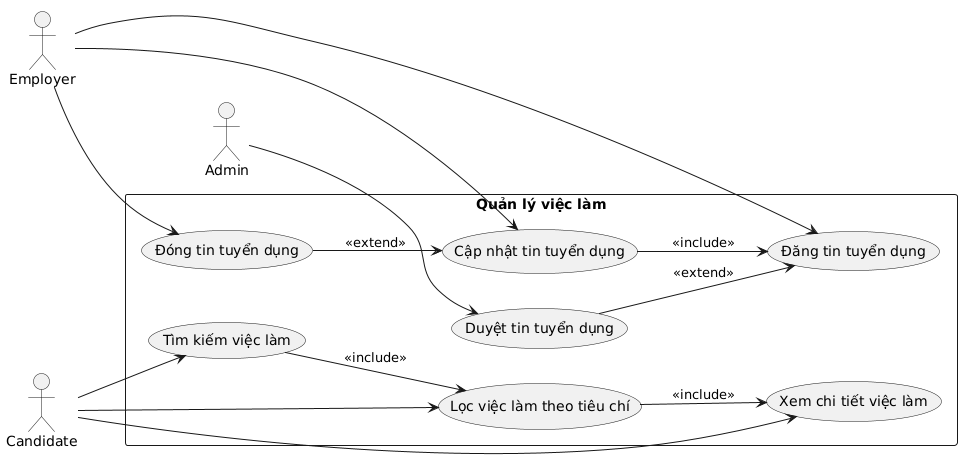 Employer
Admin
Quản lý việc làm
Đóng tin tuyển dụng
«extend»
Cập nhật tin tuyển dụng
«include»
Đăng tin tuyển dụng
«extend»
Duyệt tin tuyển dụng
Tìm kiếm việc làm
«include»
Lọc việc làm theo tiêu chí
«include»
Xem chi tiết việc làm
Candidate